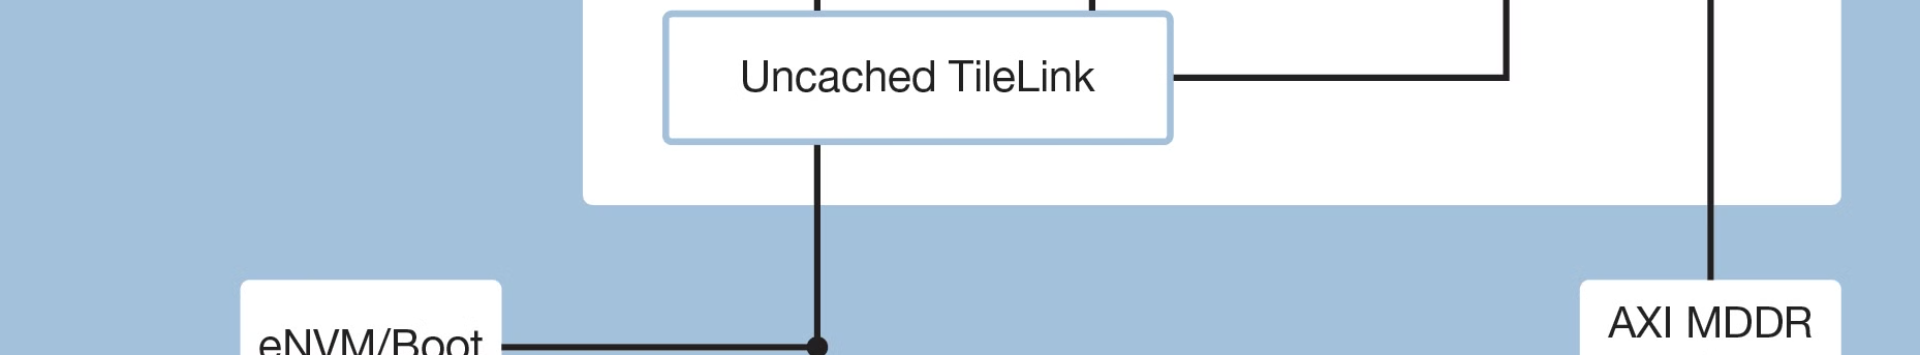 Uncached TileLink
AXI MDDR
eNVM/Boot